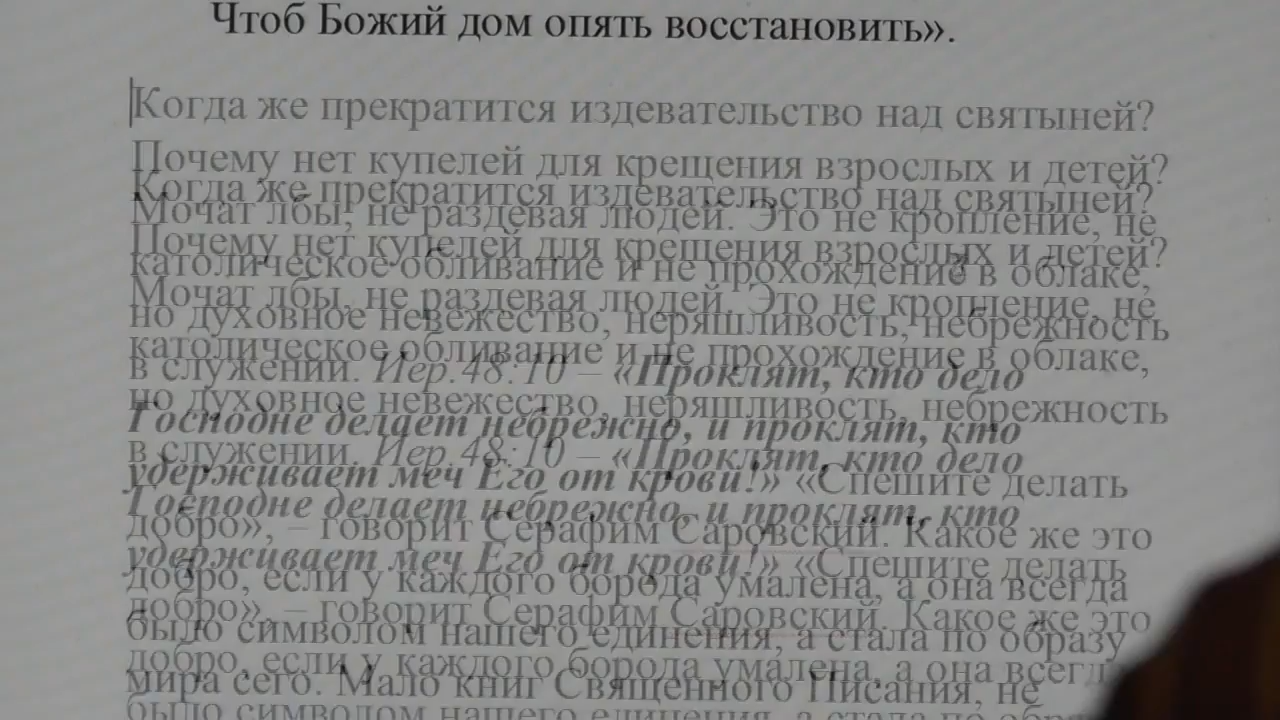 Чтоб Божий дом опять восстановить».
Когда же прекратится издевательство над святыней?
Почему нет купелей для крещения взрослых и детей?
Мочат лбы, не раздевая людей. Это не кропление, не
католическое обливание и не прохождение в облаке,
но духовное невежество, неряшливость, небрежность
в служении. Иер.48:10 – «Проклят, кто дело
Господне делает небрежно, и проклят, кто
удерживает меч Его от крови!» «Спешите делать
добро», – говорит Серафим Саровский. Какое же это
добро, если у каждого борода умалена, а она всегда
было символом нашего единения, а стала по образу
мира сего. Мало книг Священного Писания, не